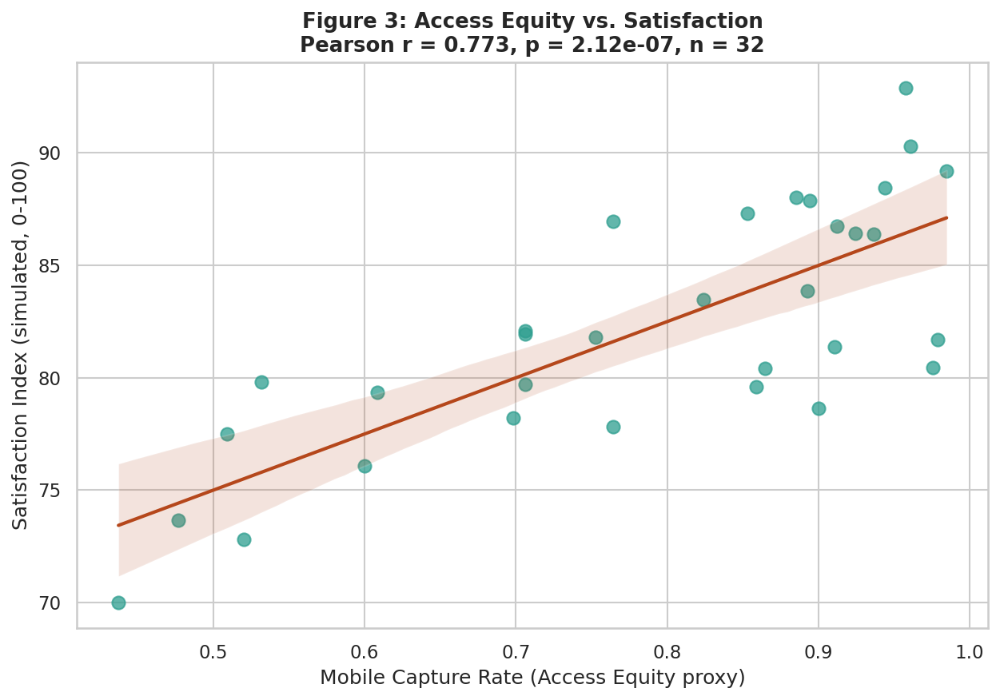 Figure 3: Access Equity vs. Satisfaction
Pearson r = 0.773, p = 2.12e-07, n = 32
Satisfaction Index (simulated, 0-100)
90
85
80
75
70
0.5 0.6 0.7 0.8 0.9 1.0
Mobile Capture Rate (Access Equity proxy)